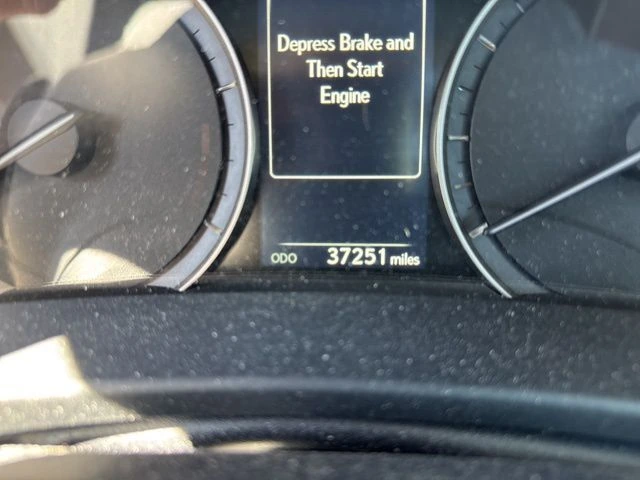 Depress Brake and
Then Start
Engine
ODO 37251 miles